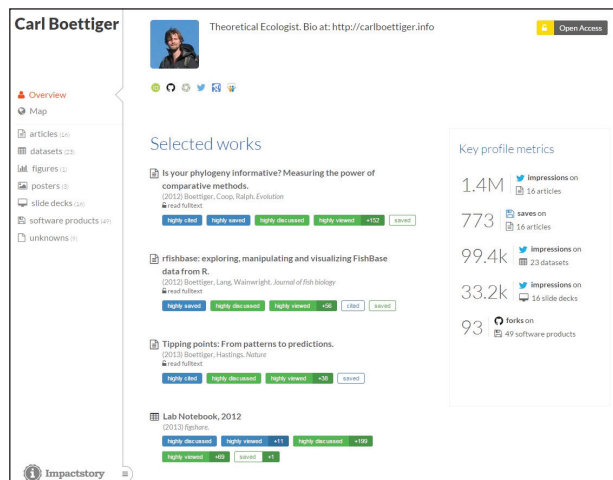 Carl Boettiger
Theoretical Ecologist. Bio at: http://carlboettiger.info
Open Access
Overview
Map
articles (16)
datasets (23)
figures (1)
posters (3)
slide decks (16)
software products (49)
unknowns (9)
Selected works
Is your phylogeny informative? Measuring the power of
comparative methods.
(2012) Boettiger, Coop, Ralph. Evolution
read fulltext
highly cited highly saved highly discussed highly viewed +152 saved
rfishbase: exploring, manipulating and visualizing FishBase
data from R.
(2012) Boettiger, Lang, Wainwright. Journal of fish biology
read fulltext
highly saved highly discussed highly viewed +56 cited saved
Tipping points: From patterns to predictions.
(2013) Boettiger, Hastings. Nature
read fulltext
highly cited highly discussed highly viewed +38 saved
Lab Notebook, 2012
(2013) figshare.
highly discussed highly viewed +11 highly discussed +199
highly viewed +69 saved +1
Key profile metrics
1.4M impressions on
16 articles
773 saves on
16 articles
99.4k impressions on
23 datasets
33.2k impressions on
16 slide decks
93 forks on
49 software products
Impactstory